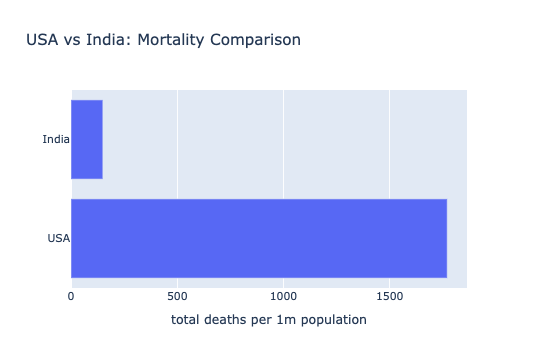 USA vs India: Mortality Comparison
India
USA
0 500 1000 1500
total deaths per 1m population